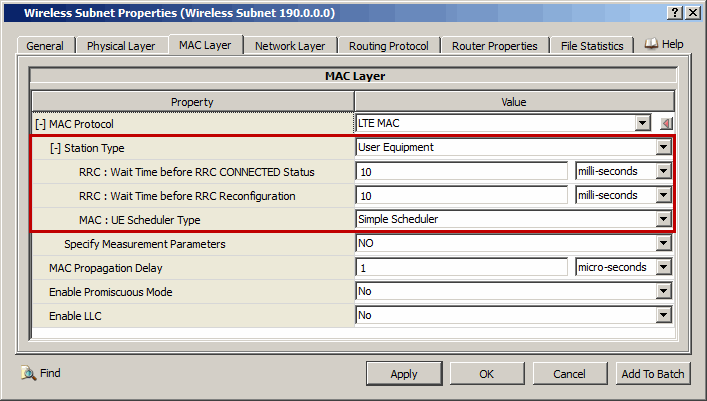 Wireless Subnet Properties (Wireless Subnet 190.0.0.0)
? X
General Physical Layer MAC Layer Network Layer Routing Protocol Router Properties File Statistics Help
MAC Layer
Property Value
[-] MAC Protocol LTE MAC
[-] Station Type User Equipment
RRC : Wait Time before RRC CONNECTED Status 10 milli-seconds
RRC : Wait Time before RRC Reconfiguration 10 milli-seconds
MAC : UE Scheduler Type Simple Scheduler
Specify Measurement Parameters NO
MAC Propagation Delay 1 micro-seconds
Enable Promiscuous Mode No
Enable LLC No
Find Apply OK Cancel Add To Batch